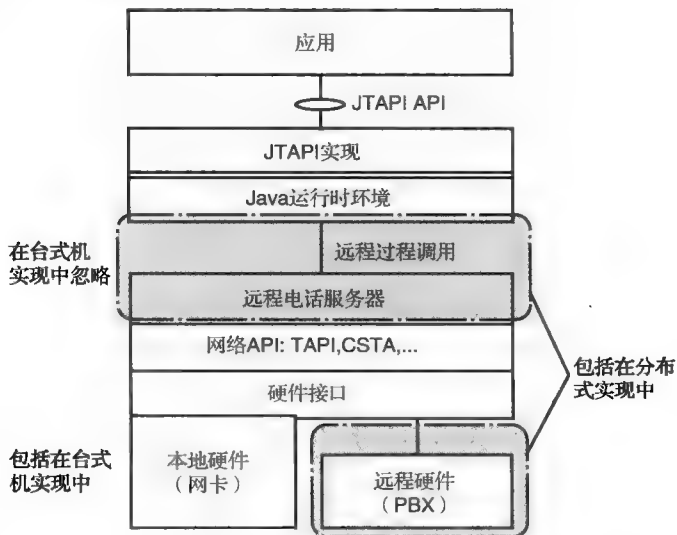 应用
JTAPI API
JTAPI实现
Java运行时环境
在台式机
实现中忽略
远程过程调用
远程电话服务器
网络API: TAPI,CSTA,...
包括在分布
式实现中
硬件接口
包括在台式
机实现中
本地硬件
（网卡）
远程硬件
（PBX）